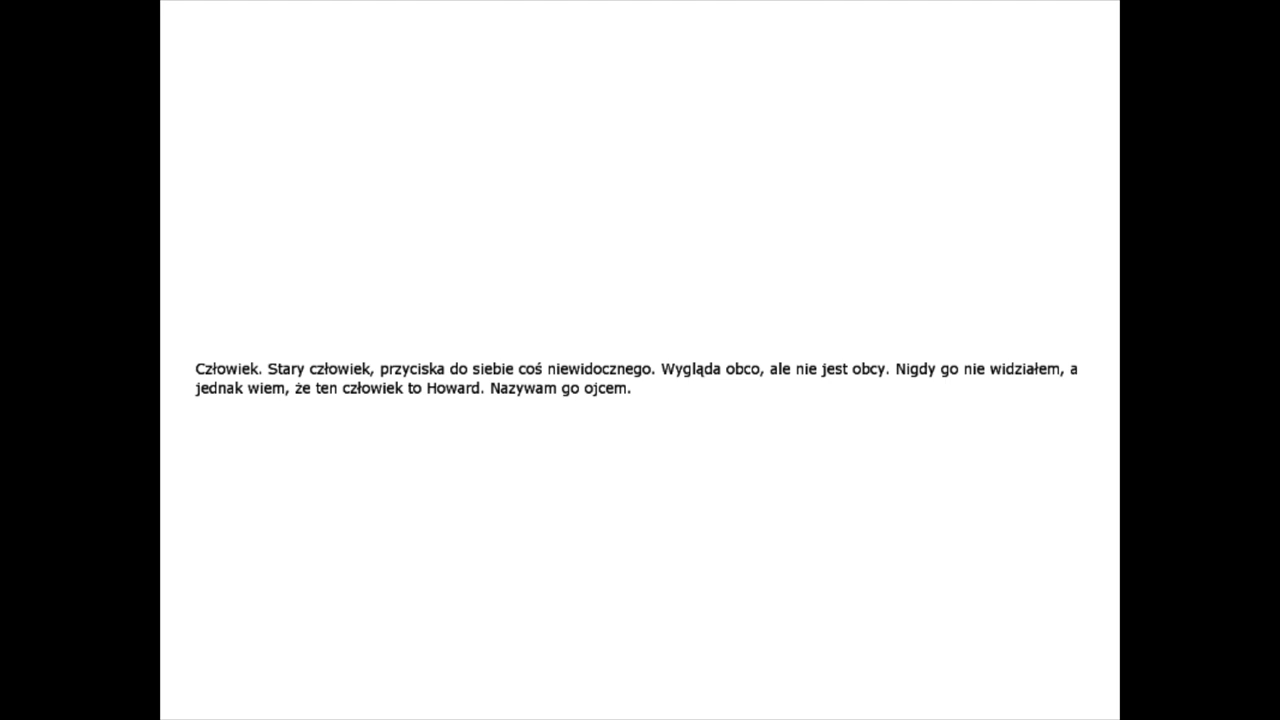 Człowiek. Stary człowiek, przyciska do siebie coś niewidocznego. Wygląda obco, ale nie jest obcy. Nigdy go nie widziałem, a
jednak wiem, że ten człowiek to Howard. Nazywam go ojcem.